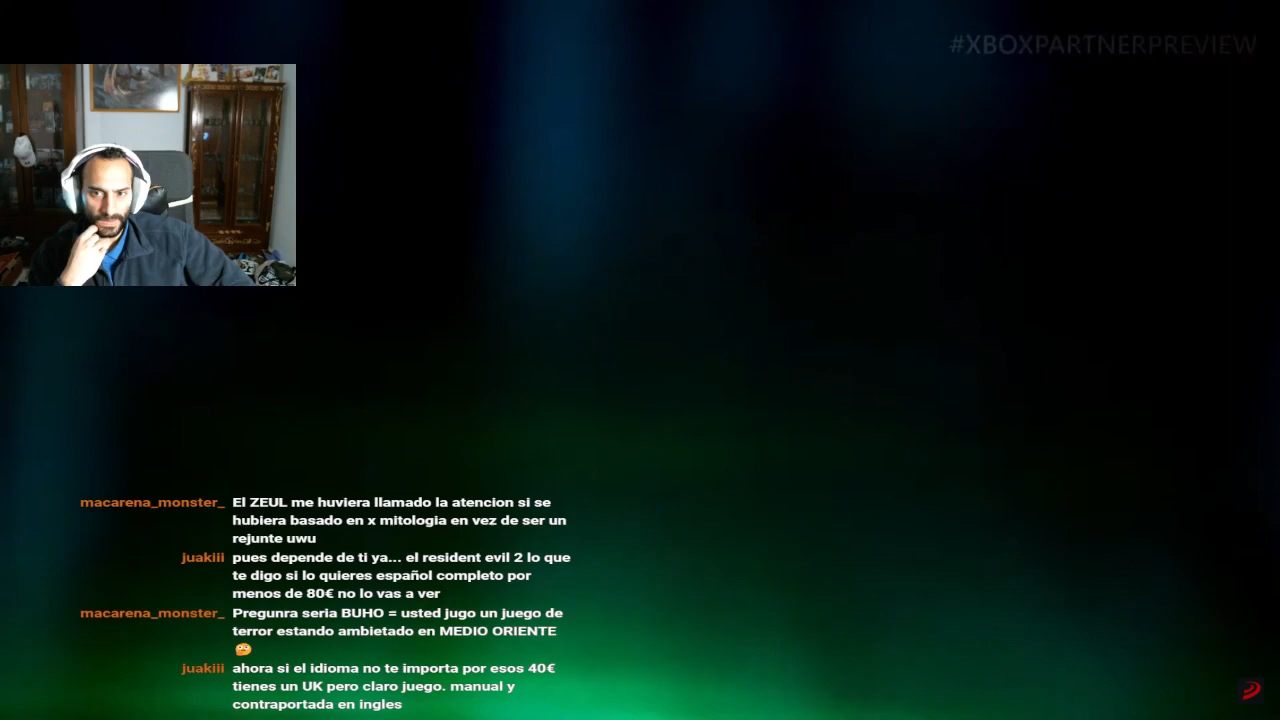 #XBOXPARTNERPREVIEW
macarena_monster_ El ZEUL me huviera llamado la atencion si se
hubiera basado en x mitologia en vez de ser un
rejunte uwu
juakiii pues depende de ti ya... el resident evil 2 lo que
te digo si lo quieres español completo por
menos de 80€ no lo vas a ver
macarena_monster_ Pregunra seria BUHO = usted jugo un juego de
terror estando ambietado en MEDIO ORIENTE
🙄
juakiii ahora si el idioma no te importa por esos 40€
tienes un UK pero claro juego. manual y
contraportada en ingles